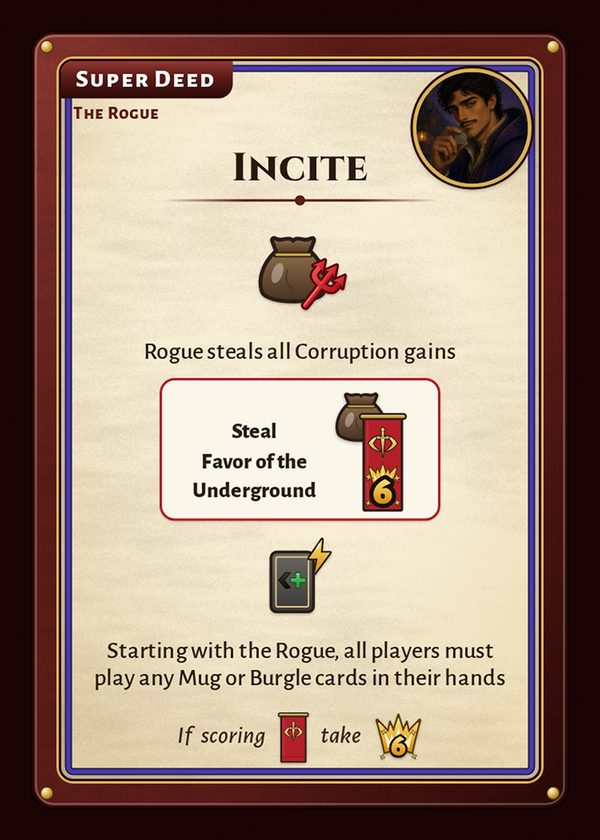 Super Deed
The Rogue
Incite
Rogue steals all Corruption gains
Steal
Favor of the
Underground
6
Starting with the Rogue, all players must
play any Mug or Burgle cards in their hands
If scoring take 6